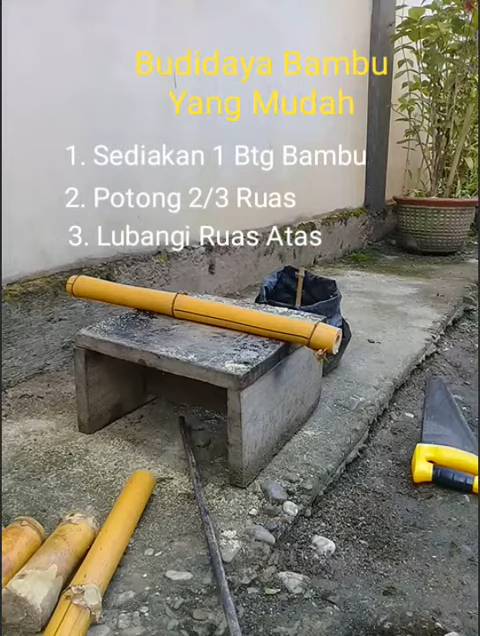 Budidaya Bambu
Yang Mudah
1. Sediakan 1 Btg Bambu
2. Potong 2/3 Ruas
3. Lubangi Ruas Atas